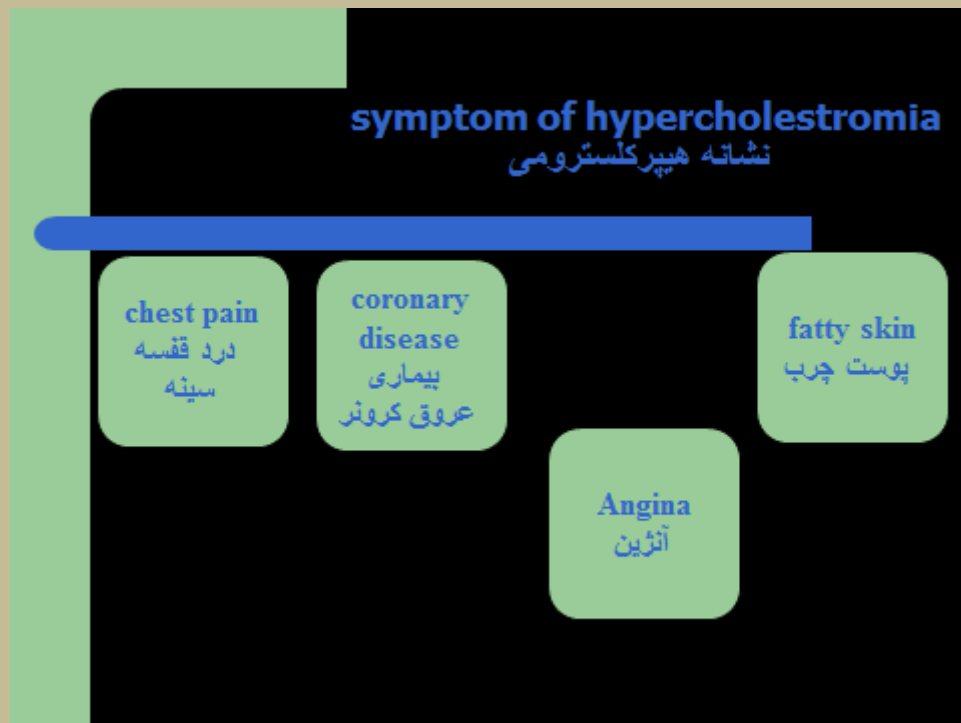 symptom of hypercholestromia
نشانه هیپرکلسترومی
chest pain
درد قفسه
سینه
coronary
disease
بیماری
عروق کرونر
Angina
آنژین
fatty skin
پوست چرب